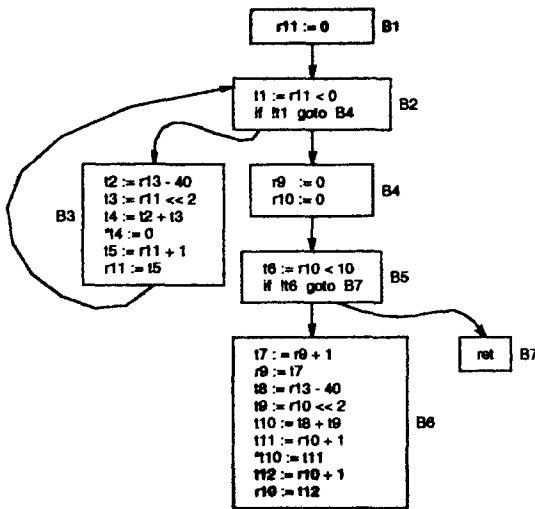 r11 := 0
B1
t1 := r11 < 0
if !t1 goto B4
B2
B3
t2 := r13 - 40
t3 := r11 << 2
t4 := t2 + t3
*t4 := 0
t5 := r11 + 1
r11 := t5
r9 := 0
r10 := 0
B4
t6 := r10 < 10
if !t6 goto B7
B5
t7 := r9 + 1
r9 := t7
t8 := r13 - 40
t9 := r10 << 2
t10 := t8 + t9
t11 := r10 + 1
*t10 := t11
t12 := r10 + 1
r10 := t12
B6
ret
B7